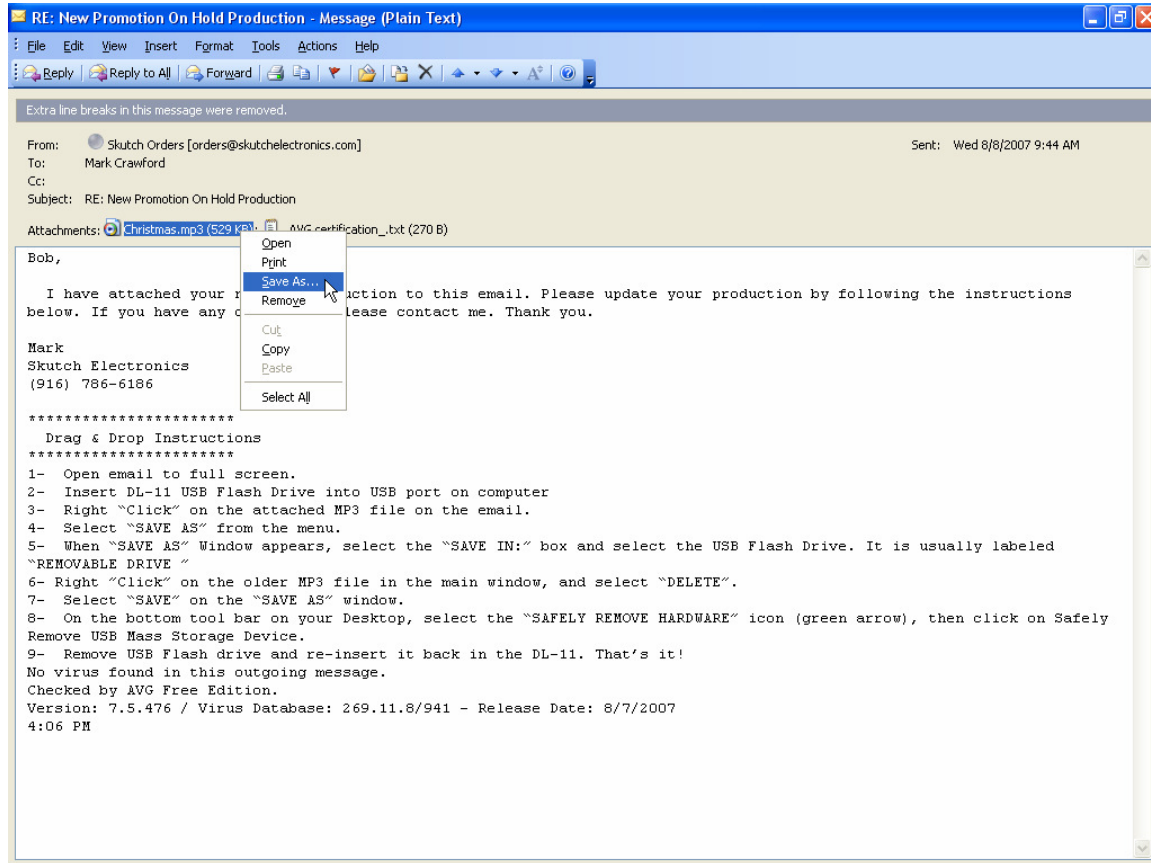 RE: New Promotion On Hold Production - Message (Plain Text)
File Edit View Insert Format Tools Actions Help
Reply Reply to All Forward
Extra line breaks in this message were removed.
From: Skutch Orders [orders@skutchelectronics.com] Sent: Wed 8/8/2007 9:44 AM
To: Mark Crawford
Cc:
Subject: RE: New Promotion On Hold Production
Attachments: Christmas.mp3 (529 KB); AVG certification_.txt (270 B)
Open
Print
Save As...
Remove
Cut
Copy
Paste
Select All
Bob,
I have attached your uction to this email. Please update your production by following the instructions
below. If you have any lease contact me. Thank you.
Mark
Skutch Electronics
(916) 786-6186
***********************
Drag & Drop Instructions
***********************
1- Open email to full screen.
2- Insert DL-11 USB Flash Drive into USB port on computer
3- Right "Click" on the attached MP3 file on the email.
4- Select "SAVE AS" from the menu.
5- When "SAVE AS" Window appears, select the "SAVE IN:" box and select the USB Flash Drive. It is usually labeled
"REMOVABLE DRIVE "
6- Right "Click" on the older MP3 file in the main window, and select "DELETE".
7- Select "SAVE" on the "SAVE AS" window.
8- On the bottom tool bar on your Desktop, select the "SAFELY REMOVE HARDWARE" icon (green arrow), then click on Safely
Remove USB Mass Storage Device.
9- Remove USB Flash drive and re-insert it back in the DL-11. That's it!
No virus found in this outgoing message.
Checked by AVG Free Edition.
Version: 7.5.476 / Virus Database: 269.11.8/941 - Release Date: 8/7/2007
4:06 PM